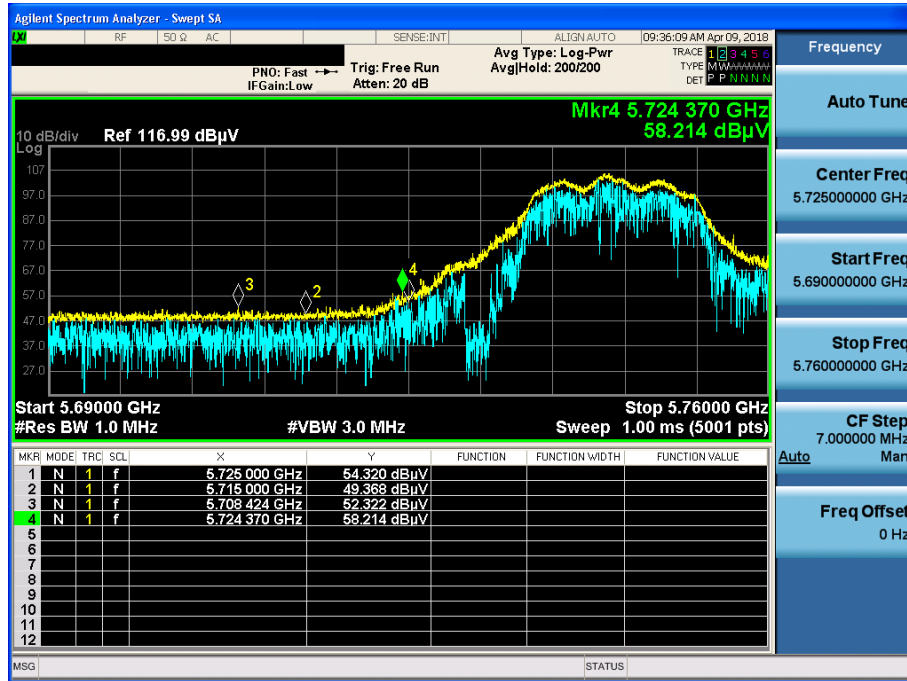 Agilent Spectrum Analyzer - Swept SA
LXI RF 50 Ω AC SENSE:INT ALIGN AUTO 09:36:09 AM Apr 09, 2018
Frequency
PNO: Fast Trig: Free Run Avg Type: Log-Pwr TRACE 1 2 3 4 5 6
IFGain:Low Atten: 20 dB Avg|Hold: 200/200 TYPE M W
DET P P N N N N
Auto Tune
Mkr4 5.724 370 GHz
58.214 dBµV
10 dB/div Ref 116.99 dBµV
Log
107
97.0
87.0
77.0
67.0
57.0
47.0
37.0
27.0
3
2
4
Start 5.69000 GHz Stop 5.76000 GHz
#Res BW 1.0 MHz #VBW 3.0 MHz Sweep 1.00 ms (5001 pts)
Center Freq
5.725000000 GHz
Start Freq
5.690000000 GHz
Stop Freq
5.760000000 GHz
CF Step
7.000000 MHz
Auto Man
Freq Offset
0 Hz
MKR MODE TRC SCL X Y FUNCTION FUNCTION WIDTH FUNCTION VALUE
1 N 1 f 5.725 000 GHz 54.320 dBµV
2 N 1 f 5.715 000 GHz 49.368 dBµV
3 N 1 f 5.708 424 GHz 52.322 dBµV
4 N 1 f 5.724 370 GHz 58.214 dBµV
5
6
7
8
9
10
11
12
MSG STATUS